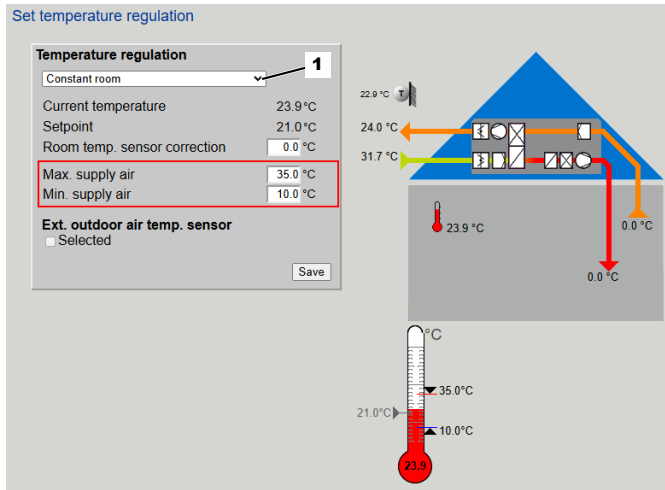 Set temperature regulation
Temperature regulation
1
Constant room
Current temperature 23.9 °C
Setpoint 21.0 °C
Room temp. sensor correction 0.0 °C
Max. supply air 35.0 °C
Min. supply air 10.0 °C
Ext. outdoor air temp. sensor
Selected
Save
22.9 °C T
24.0 °C
31.7 °C
23.9 °C
0.0 °C
0.0 °C
°C
35.0°C
21.0°C
10.0°C
23.9